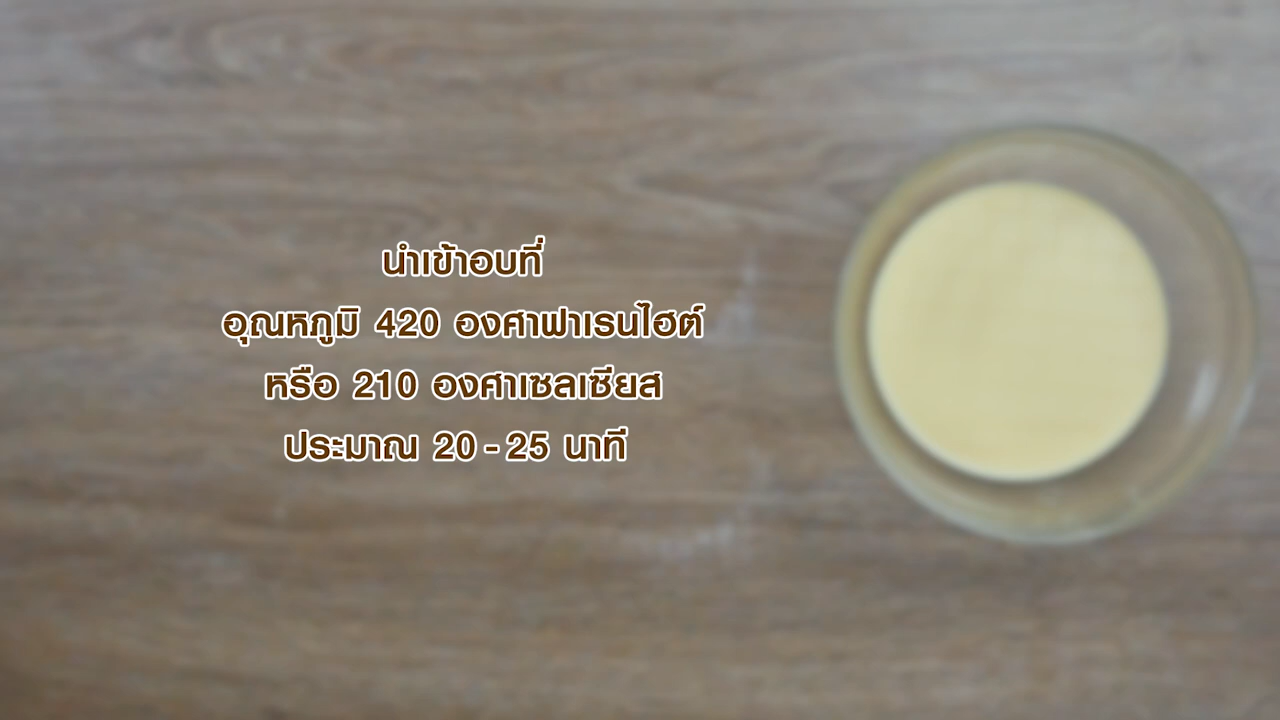 นำเข้าอบที่
อุณหภูมิ 420 องศาฟาเรนไฮต์
หรือ 210 องศาเซลเซียส
ประมาณ 20 - 25 นาที